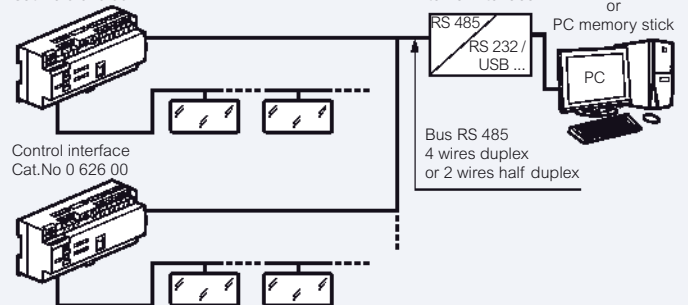 or
PC memory stick
RS 485
RS 232 /
USB ...
PC
Bus RS 485
4 wires duplex
or 2 wires half duplex
Control interface
Cat.No 0 626 00